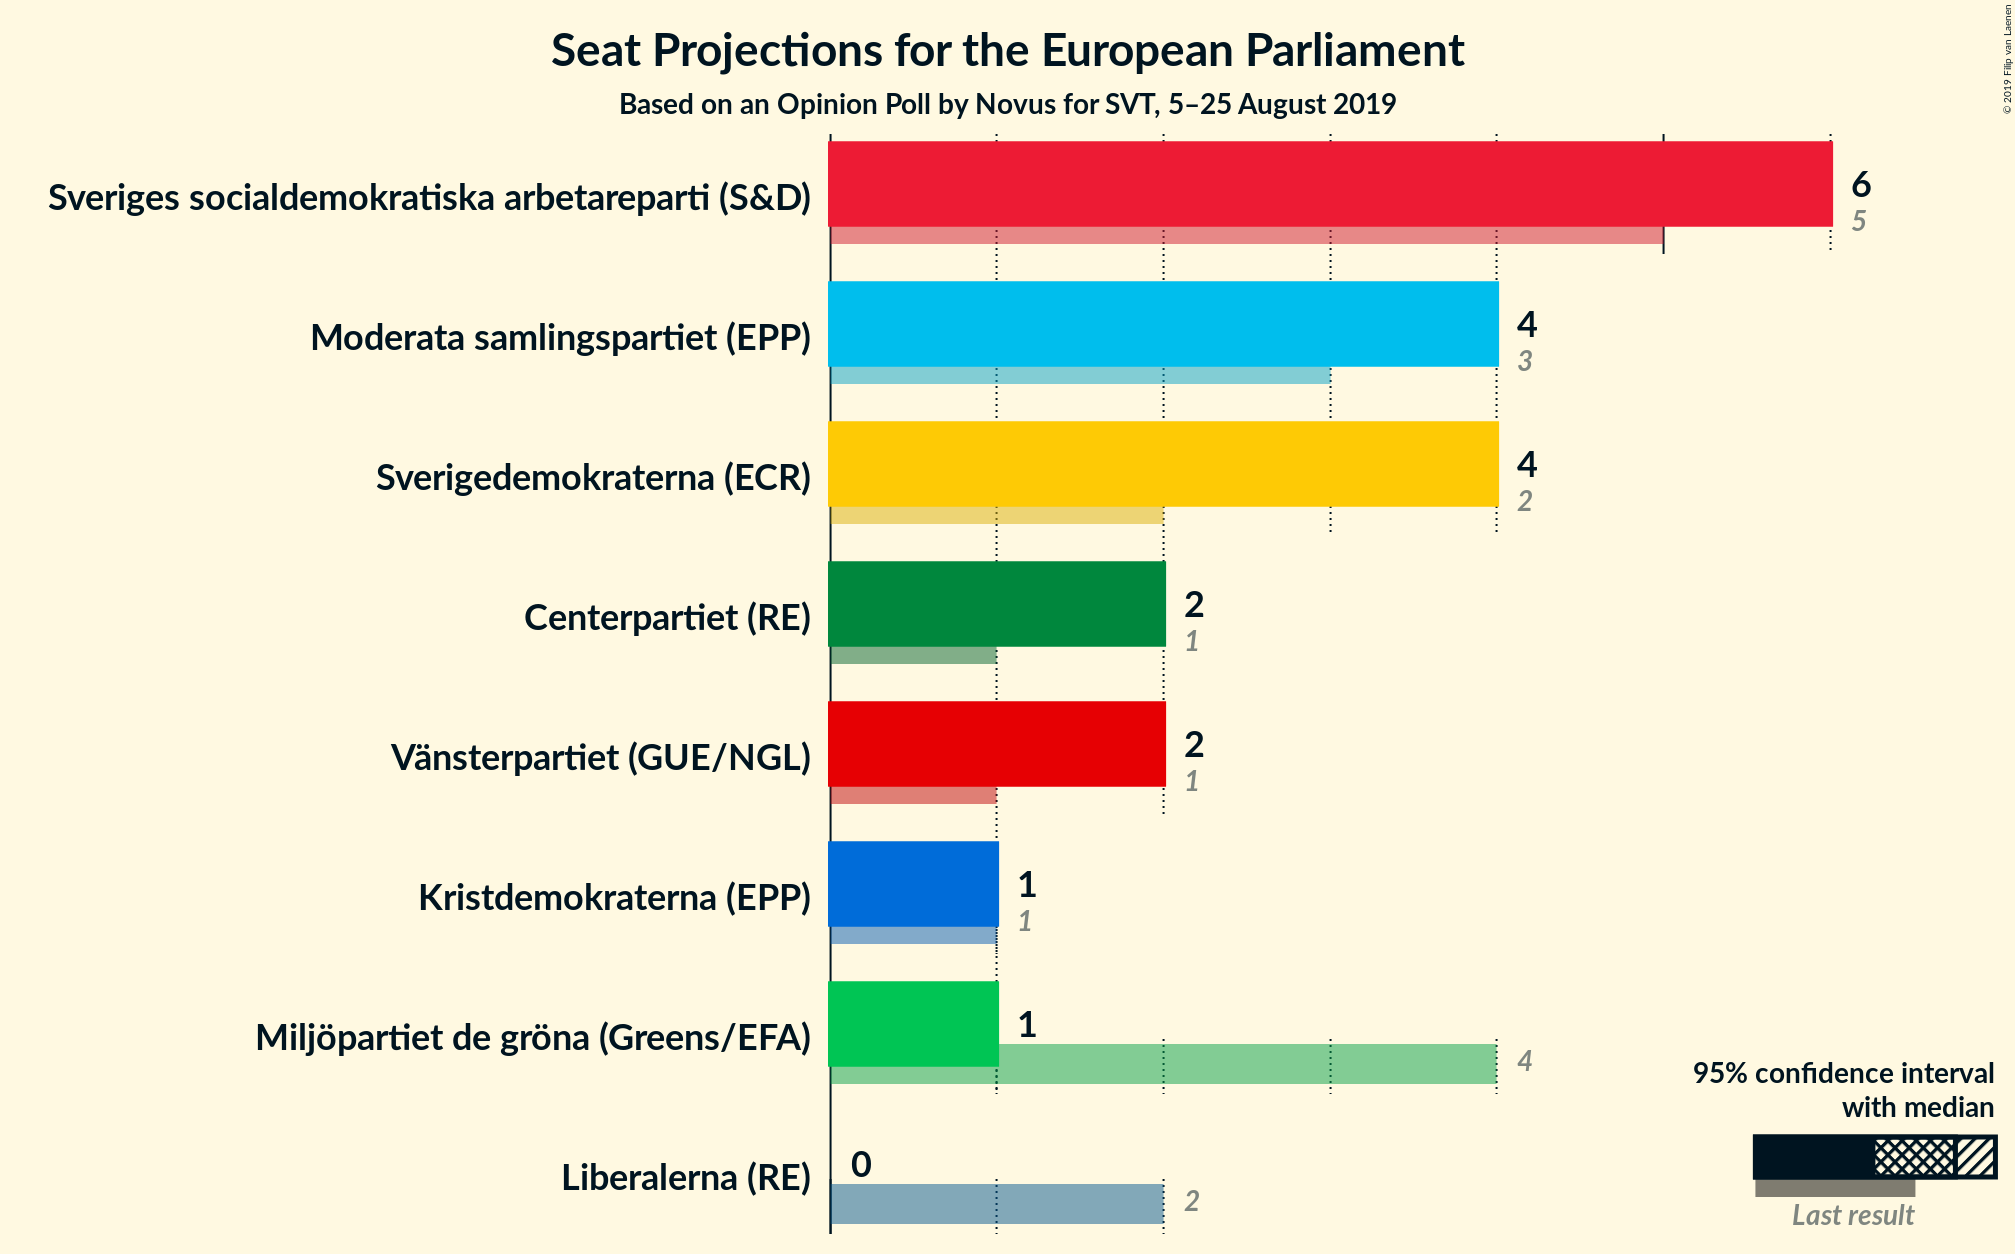 Seat Projections for the European Parliament
Based on an Opinion Poll by Novus for SVT, 5–25 August 2019
© 2019 Filip van Laenen
Sveriges socialdemokratiska arbetareparti (S&D)
6
5
Moderata samlingspartiet (EPP)
4
3
Sverigedemokraterna (ECR)
4
2
Centerpartiet (RE)
2
1
Vänsterpartiet (GUE/NGL)
2
1
Kristdemokraterna (EPP)
1
1
Miljöpartiet de gröna (Greens/EFA)
1
4
Liberalerna (RE)
0
2
95% confidence interval
with median
Last result